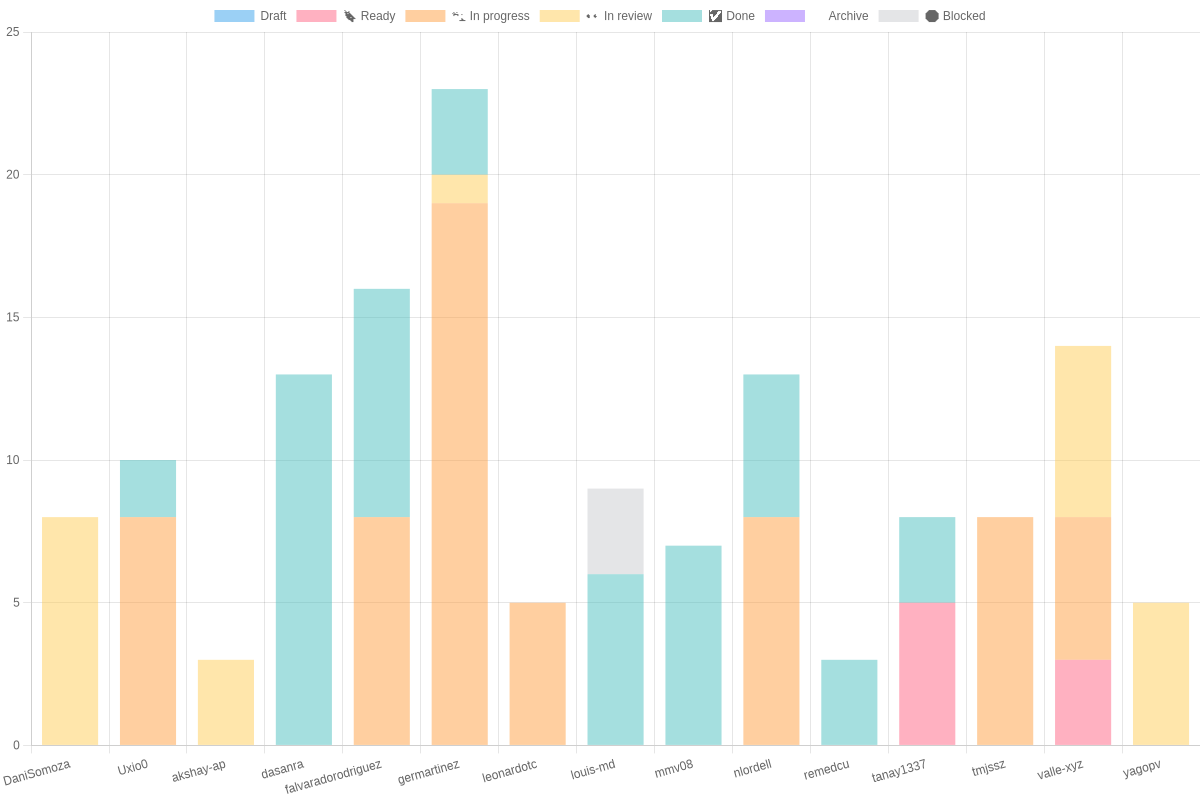 Draft Ready In progress In review Done Archive Blocked
25
20
15
10
5
0
DaniSomoza
Uxio0
akshay-ap
dasanra
falvaradorodriguez
germartinez
leonardotc
louis-md
mmv08
nlordell
remedcu
tanay1337
tmjssz
valle-xyz
yagopv